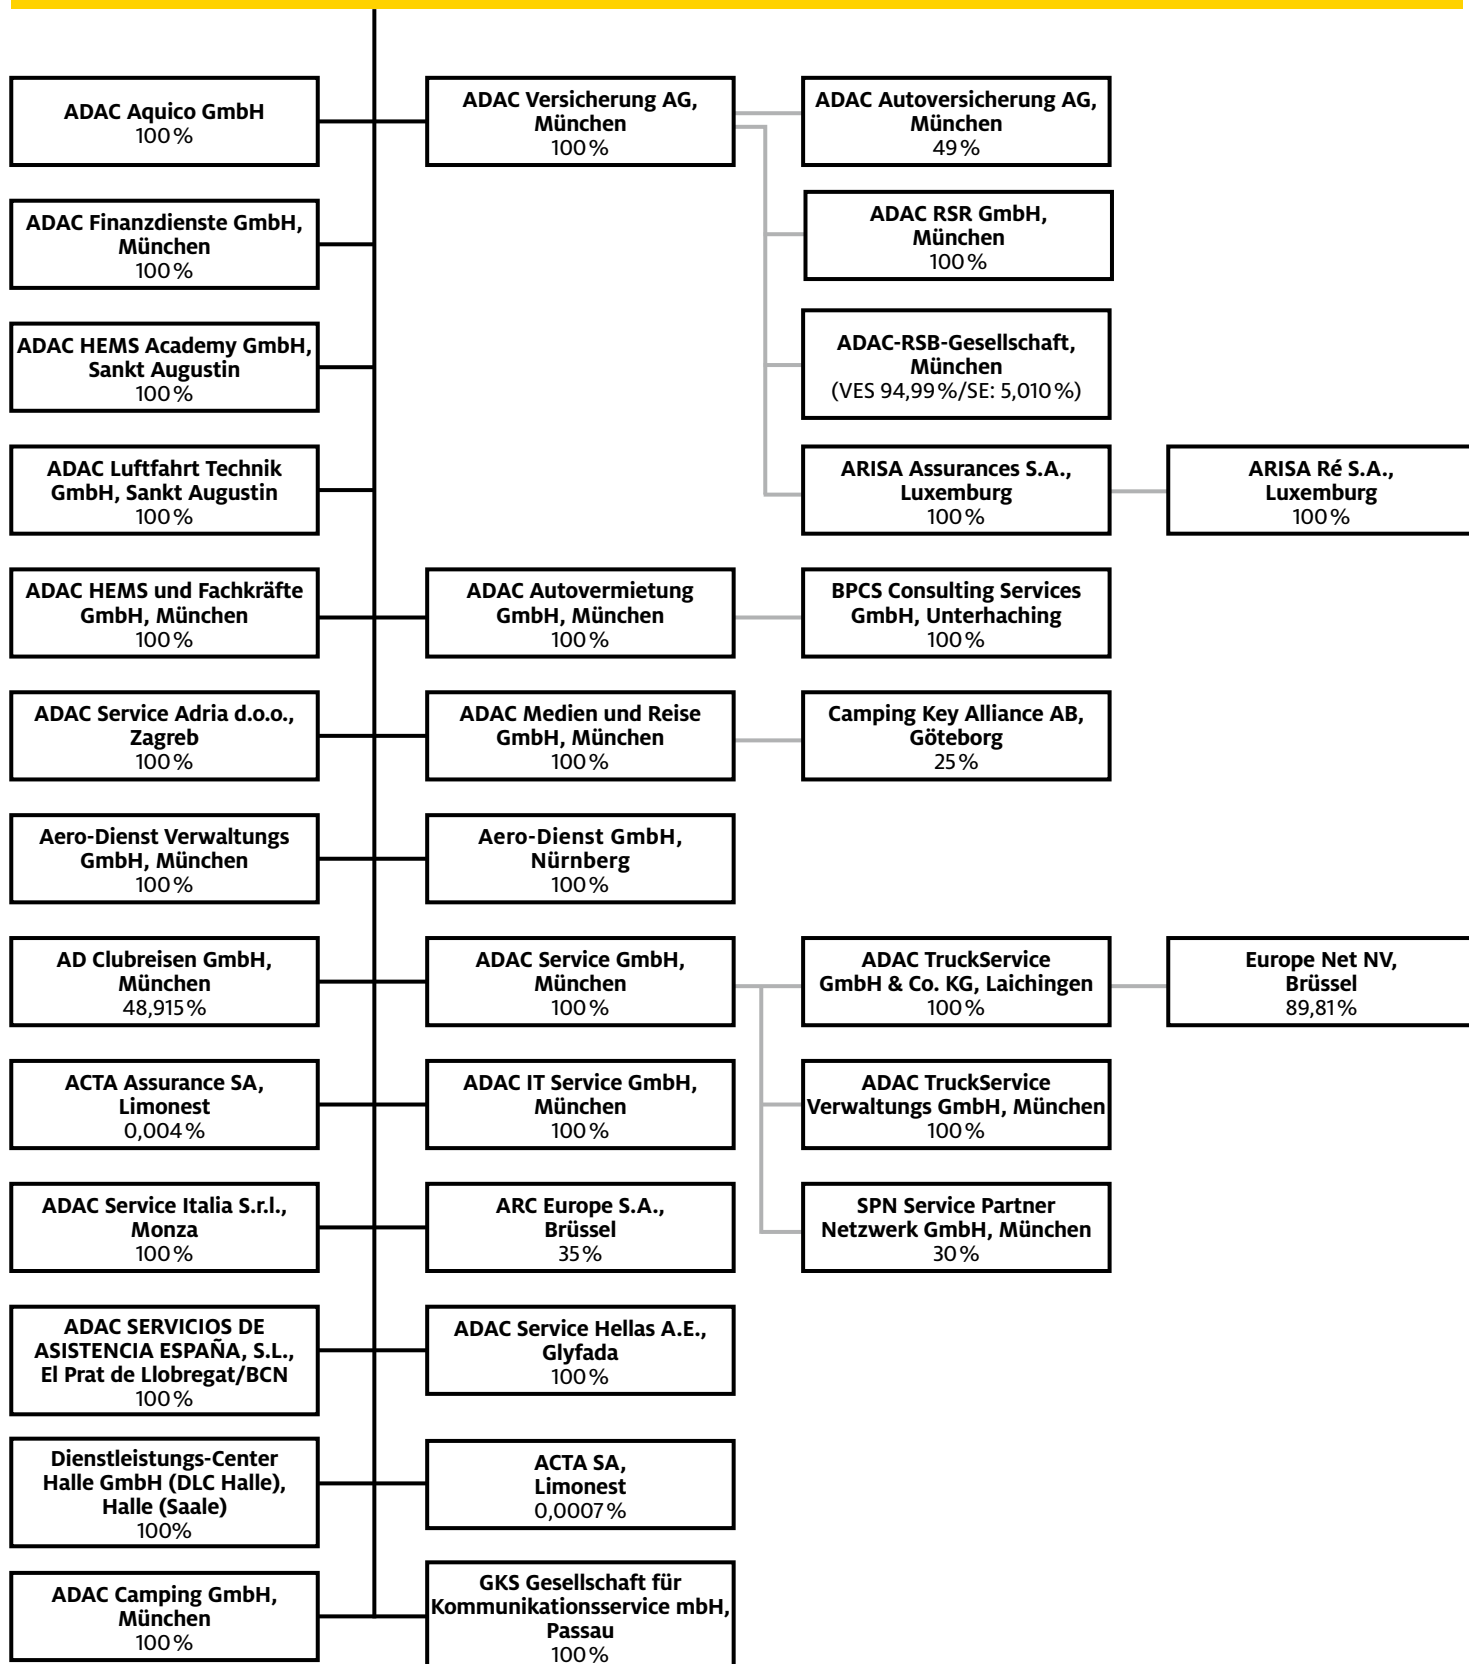 ADAC Aquico GmbH
100%
ADAC Versicherung AG,
München
100%
ADAC Autoversicherung AG,
München
49%
ADAC Finanzdienste GmbH,
München
100%
ADAC RSR GmbH,
München
100%
ADAC HEMS Academy GmbH,
Sankt Augustin
100%
ADAC-RSB-Gesellschaft,
München
(VES 94,99%/SE: 5,010%)
ADAC Luftfahrt Technik
GmbH, Sankt Augustin
100%
ARISA Assurances S.A.,
Luxemburg
100%
ARISA Ré S.A.,
Luxemburg
100%
ADAC HEMS und Fachkräfte
GmbH, München
100%
ADAC Autovermietung
GmbH, München
100%
BPCS Consulting Services
GmbH, Unterhaching
100%
ADAC Service Adria d.o.o.,
Zagreb
100%
ADAC Medien und Reise
GmbH, München
100%
Camping Key Alliance AB,
Göteborg
25%
Aero-Dienst Verwaltungs
GmbH, München
100%
Aero-Dienst GmbH,
Nürnberg
100%
AD Clubreisen GmbH,
München
48,915%
ADAC Service GmbH,
München
100%
ADAC TruckService
GmbH & Co. KG, Laichingen
100%
Europe Net NV,
Brüssel
89,81%
ACTA Assurance SA,
Limonest
0,004%
ADAC IT Service GmbH,
München
100%
ADAC TruckService
Verwaltungs GmbH, München
100%
ADAC Service Italia S.r.l.,
Monza
100%
ARC Europe S.A.,
Brüssel
35%
SPN Service Partner
Netzwerk GmbH, München
30%
ADAC SERVICIOS DE
ASISTENCIA ESPAÑA, S.L.,
El Prat de Llobregat/BCN
100%
ADAC Service Hellas A.E.,
Glyfada
100%
Dienstleistungs-Center
Halle GmbH (DLC Halle),
Halle (Saale)
100%
ACTA SA,
Limonest
0,0007%
ADAC Camping GmbH,
München
100%
GKS Gesellschaft für
Kommunikationsservice mbH,
Passau
100%